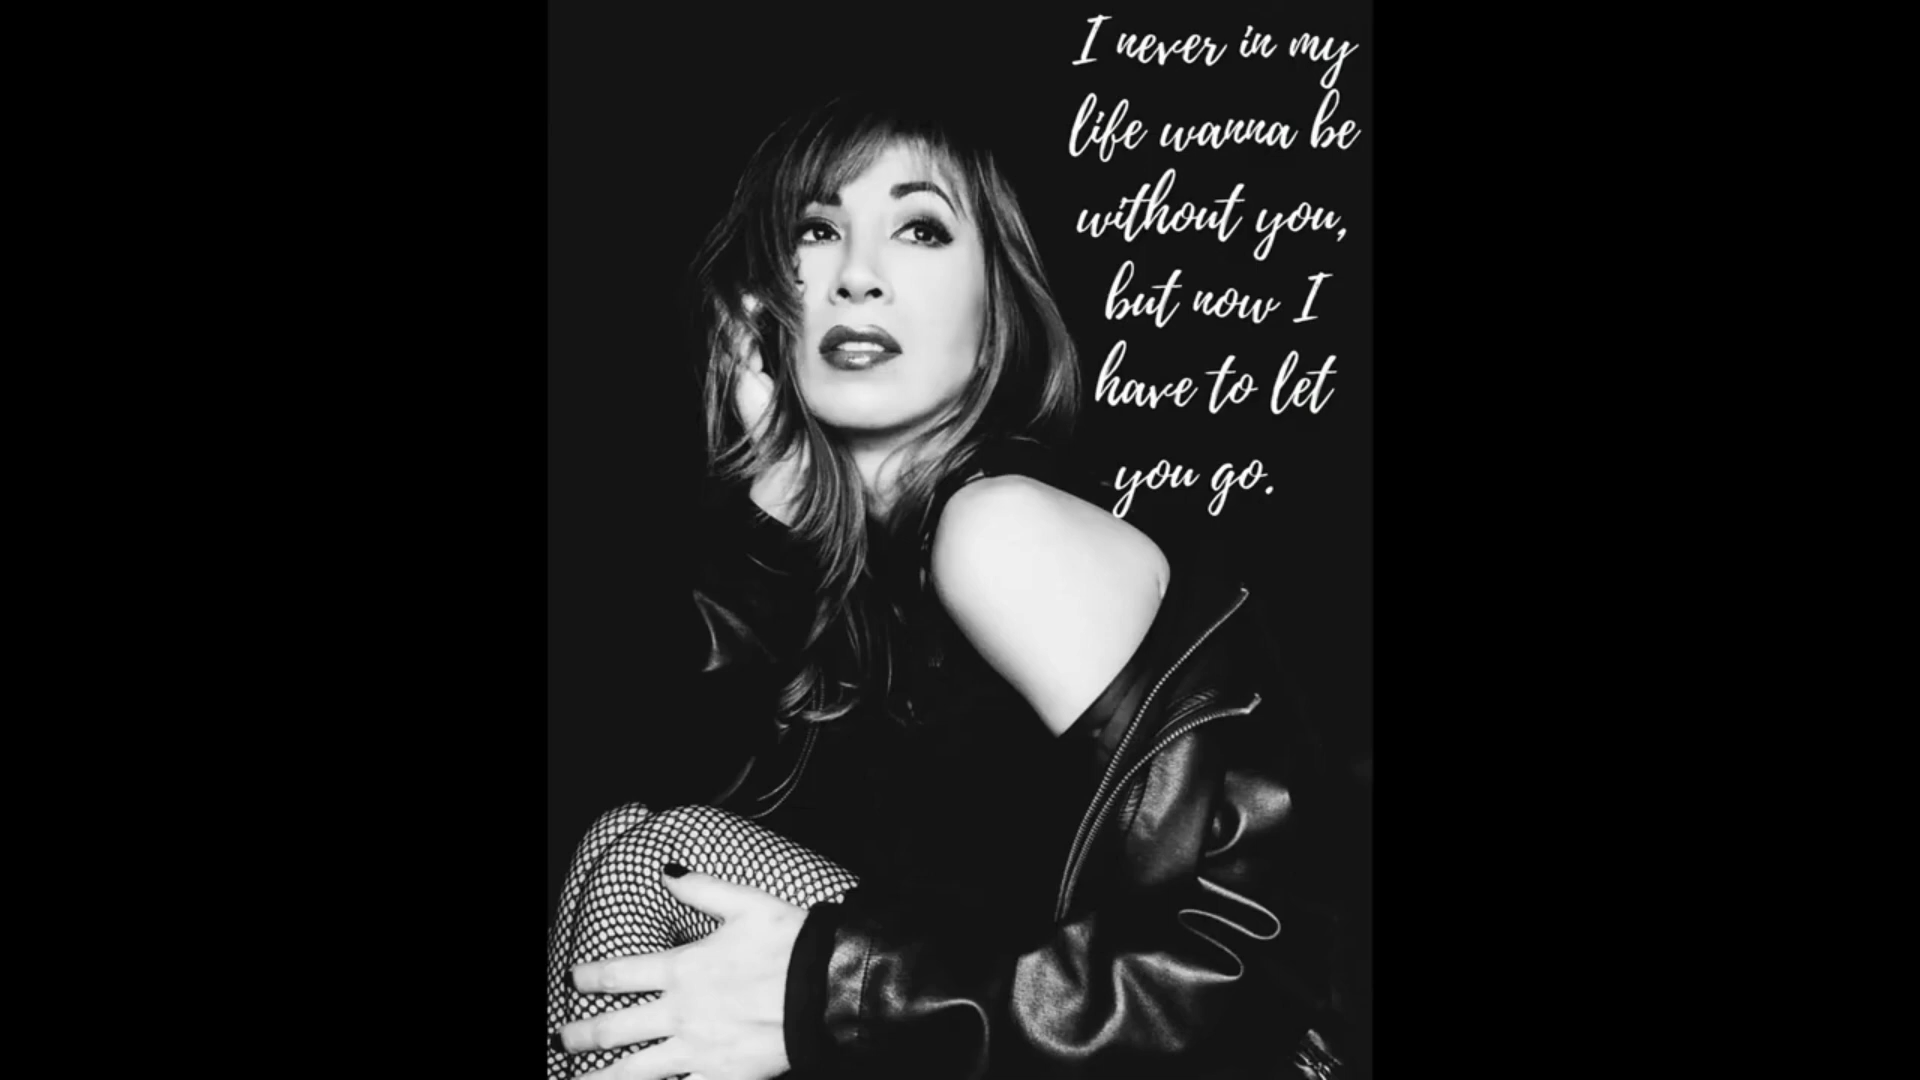 I never in my
life wanna be
without you,
but now I
have to let
you go.